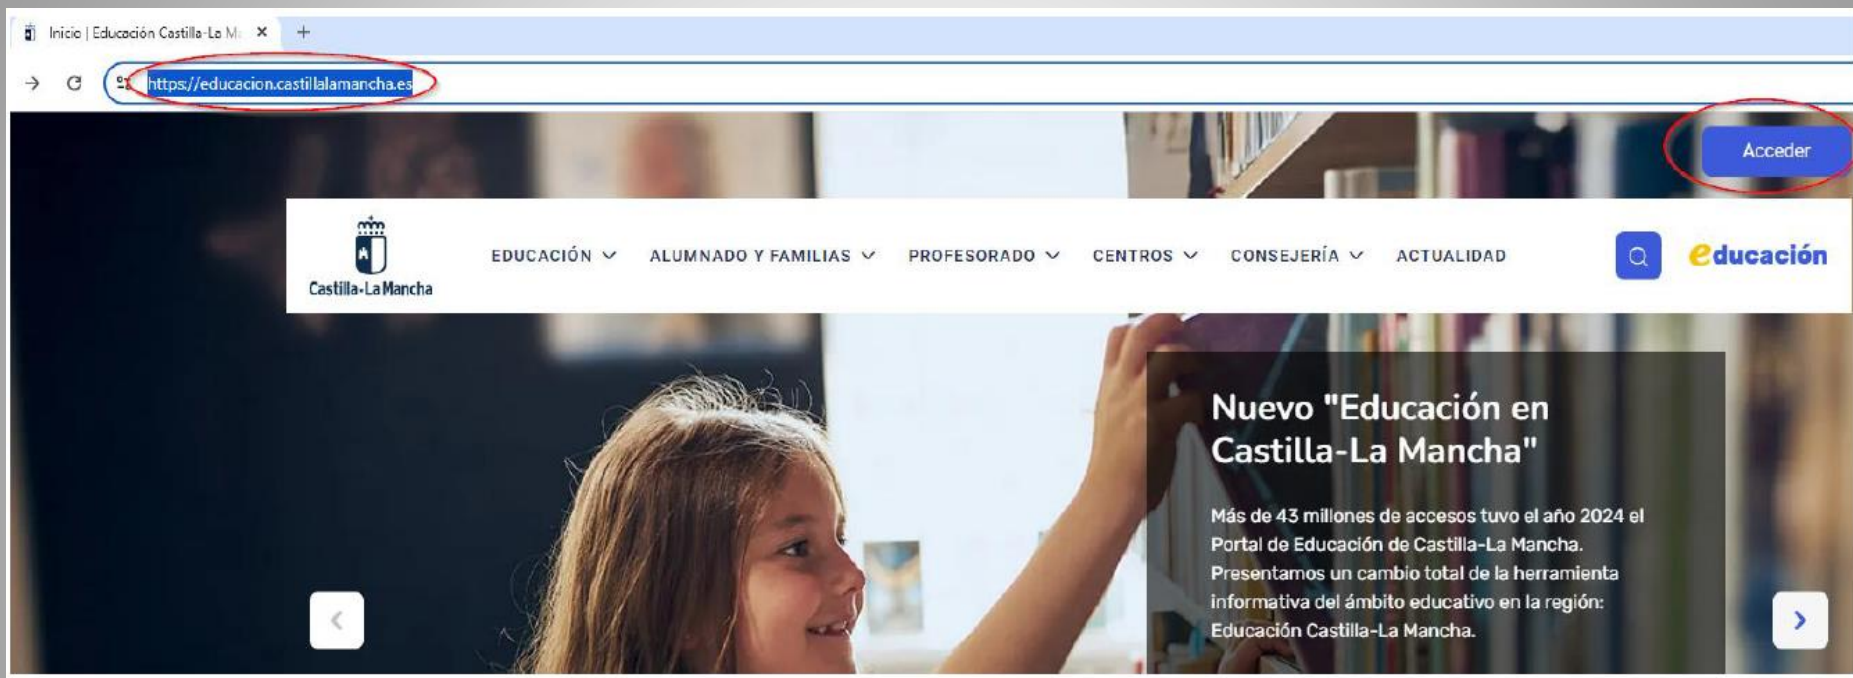 Inicio | Educación Castilla-La M
https://educacion.castillalamancha.es
Acceder
Castilla-La Mancha
EDUCACIÓN
ALUMNADO Y FAMILIAS
PROFESORADO
CENTROS
CONSEJERÍA
ACTUALIDAD
educación
Nuevo "Educación en
Castilla-La Mancha"
Más de 43 millones de accesos tuvo el año 2024 el
Portal de Educación de Castilla-La Mancha.
Presentamos un cambio total de la herramienta
informativa del ámbito educativo en la región:
Educación Castilla-La Mancha.